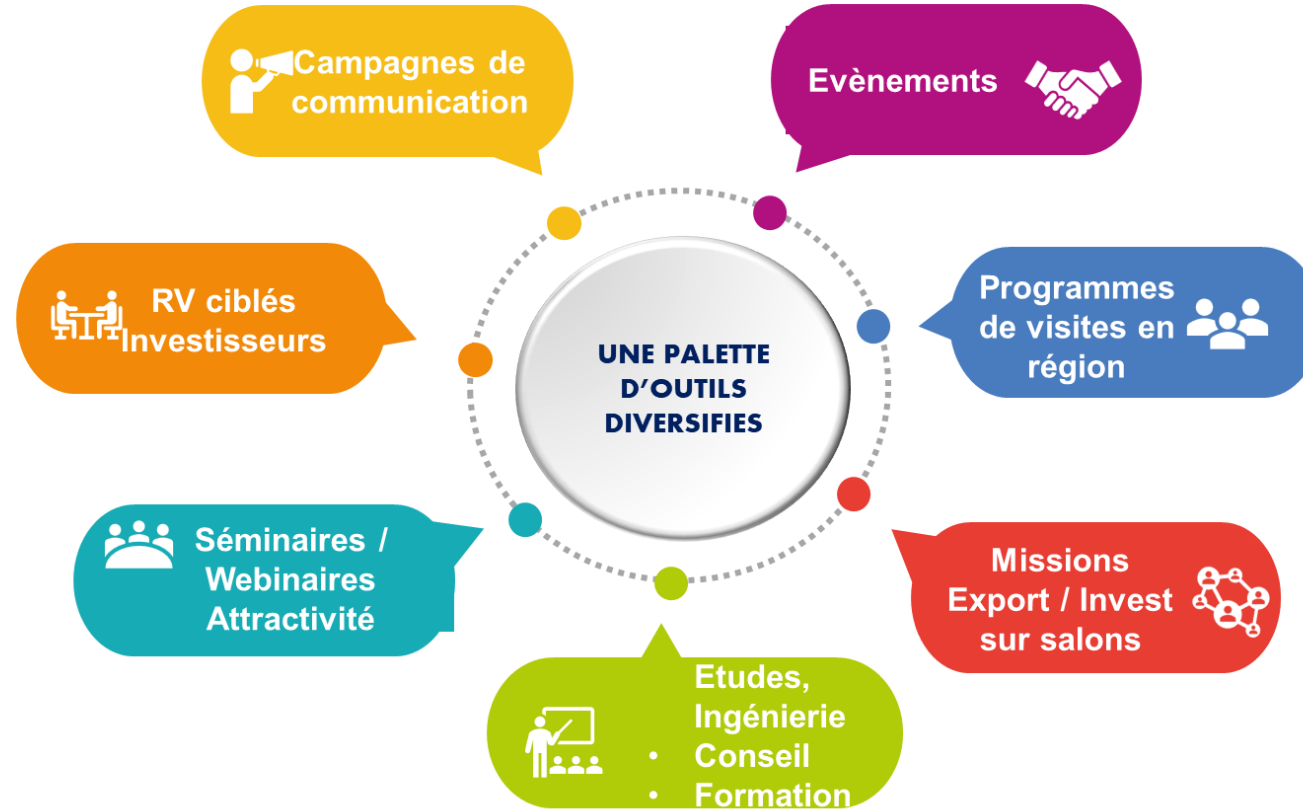 Campagnes de
communication
Evènements
RV ciblés
Investisseurs
UNE PALETTE
D’OUTILS
DIVERSIFIES
Programmes
de visites en
région
Séminaires /
Webinaires
Attractivité
Missions
Export / Invest
sur salons
Etudes,
Ingénierie
• Conseil
• Formation